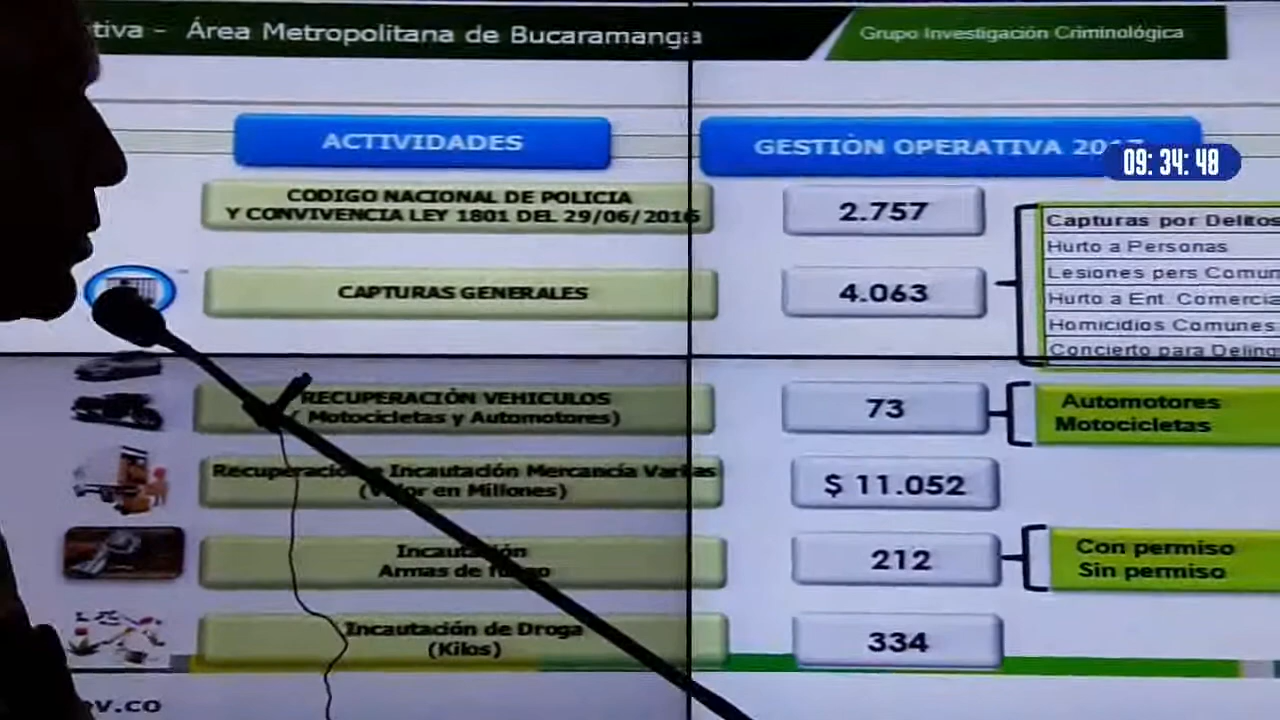 tiva - Área Metropolitana de Bucaramanga
Grupo Investigación Criminológica
ACTIVIDADES
GESTIÒN OPERATIVA
09: 34: 48
CODIGO NACIONAL DE POLICIA
Y CONVIVENCIA LEY 1801 DEL 29/06/2016
2.757
CAPTURAS GENERALES
4.063
Capturas por Delitos
Hurto a Personas
Lesiones pers Comun
Hurto a Ent. Comercia
Homicidios Comunes
Concierto para Delinq
RECUPERACIÒN VEHICULOS
( Motocicletas y Automotores)
73
Automotores
Motocicletas
Recuperación e Incautación Mercancía Varias
(Valor en Millones)
$ 11.052
Incautación
Armas de fuego
212
Con permiso
Sin permiso
Incautación de Droga
(Kilos)
334
ov.co